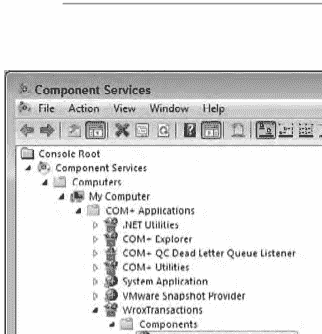 Component Services
File Action View Window Help
Console Root
Component Services
Computers
My Computer
COM+ Applications
.NET Utilities
COM+ Explorer
COM+ QC Dead Letter Queue Listener
COM+ Utilities
System Application
VMware Snapshot Provider
WroxTransactions
Components